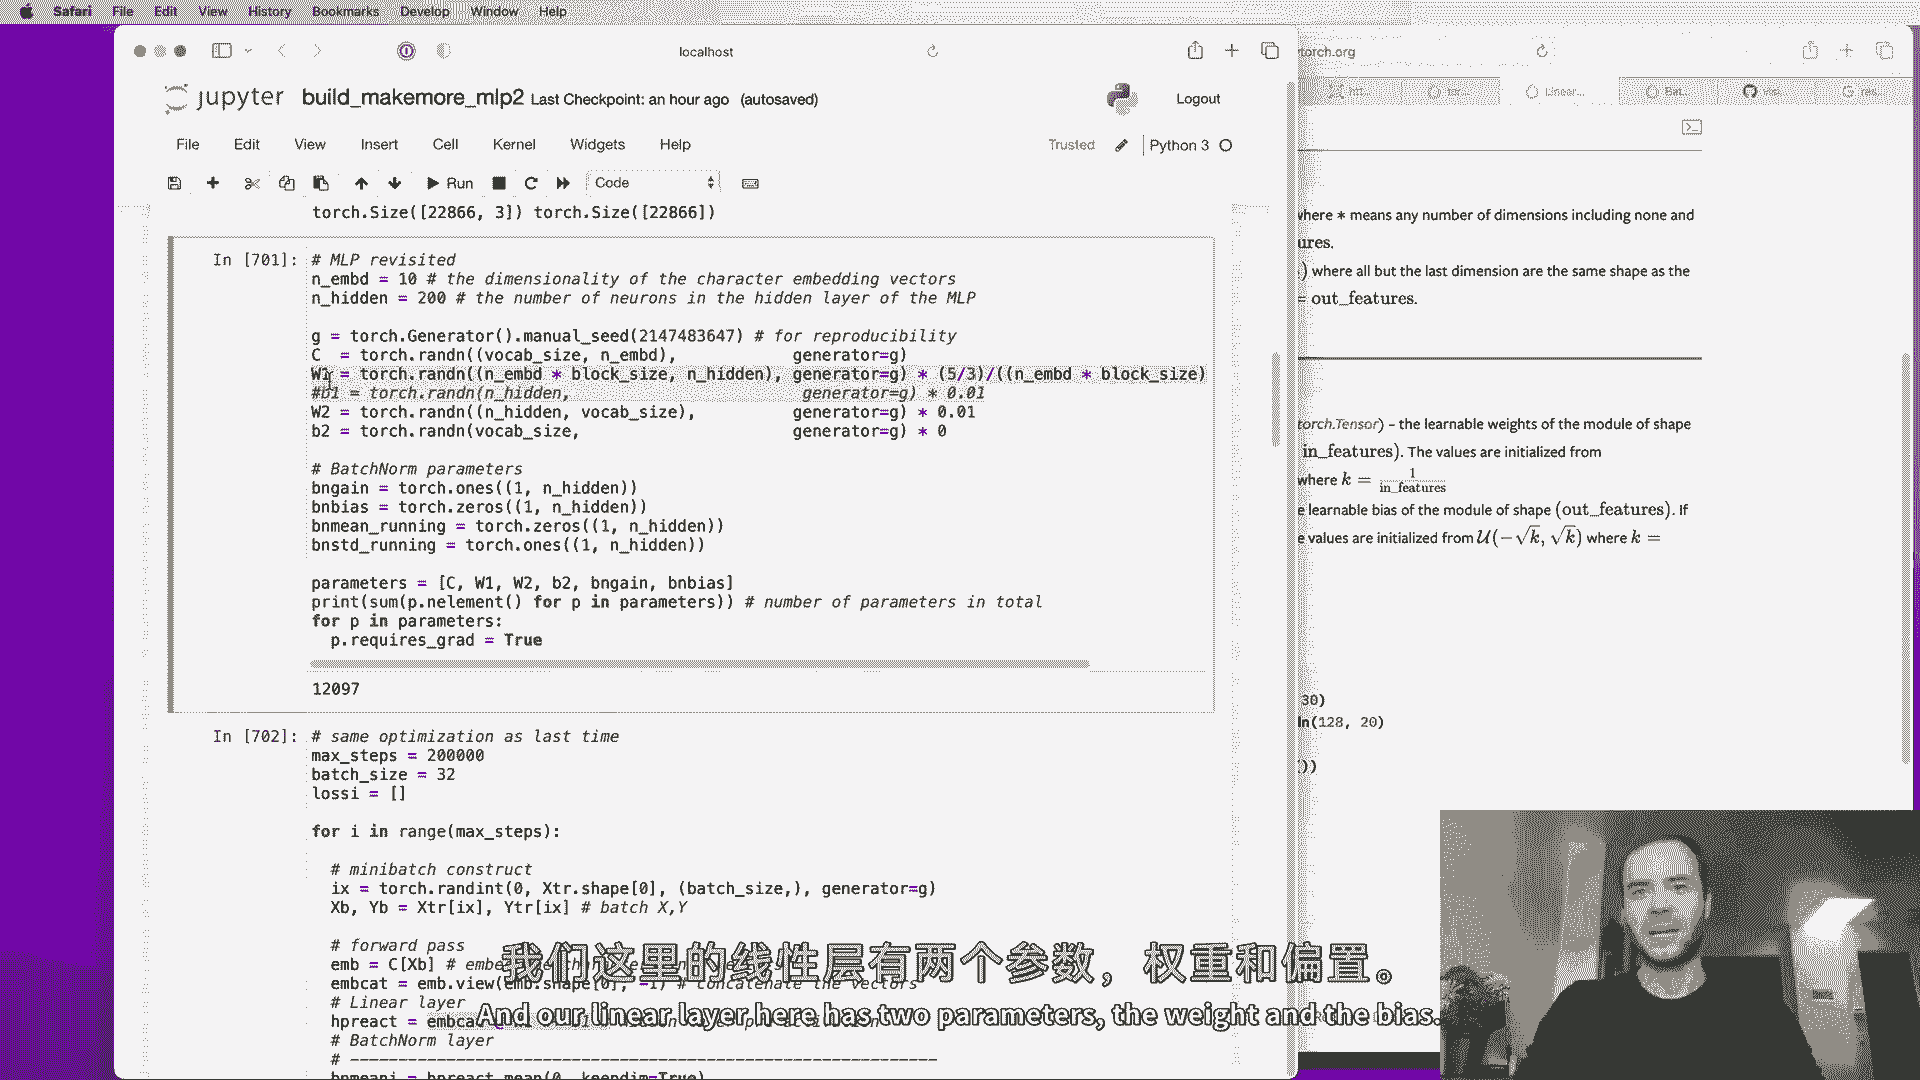 Safari File Edit View History Bookmarks Develop Window Help
localhost
torch.org
jupyter build_makemore_mlp2 Last Checkpoint: an hour ago (autosaved)
Logout
File Edit View Insert Cell Kernel Widgets Help
Trusted
Python 3
Run
Code
torch.Size([22866, 3]) torch.Size([22866])
In [701]:
# MLP revisited
n_embd = 10 # the dimensionality of the character embedding vectors
n_hidden = 200 # the number of neurons in the hidden layer of the MLP
g = torch.Generator().manual_seed(2147483647) # for reproducibility
C = torch.randn((vocab_size, n_embd), generator=g)
W1 = torch.randn((n_embd * block_size, n_hidden), generator=g) * (5/3)/((n_embd * block_size)
#b1 = torch.randn(n_hidden, generator=g) * 0.01
W2 = torch.randn((n_hidden, vocab_size), generator=g) * 0.01
b2 = torch.randn(vocab_size, generator=g) * 0
# BatchNorm parameters
bngain = torch.ones((1, n_hidden))
bnbias = torch.zeros((1, n_hidden))
bnmean_running = torch.zeros((1, n_hidden))
bnstd_running = torch.ones((1, n_hidden))
parameters = [C, W1, W2, b2, bngain, bnbias]
print(sum(p.nelement() for p in parameters)) # number of parameters in total
for p in parameters:
p.requires_grad = True
12097
In [702]:
# same optimization as last time
max_steps = 200000
batch_size = 32
lossi = []
for i in range(max_steps):
# minibatch construct
ix = torch.randint(0, Xtr.shape[0], (batch_size,), generator=g)
Xb, Yb = Xtr[ix], Ytr[ix] # batch X,Y
# forward pass
emb = C[Xb] #
embcat = emb.view(emb.shape[0], -1) # concatenate the vectors
# Linear layer
hpreact =
# BatchNorm layer
# ------------------------------------------------------------
bnmeani = hpreact.mean(0, keepdim=True)
Linear...
Bat...
where * means any number of dimensions including none and
ures.
) where all but the last dimension are the same shape as the
= out_features.
torch.Tensor) – the learnable weights of the module of shape
in_features). The values are initialized from
where k = 1/in_features
e learnable bias of the module of shape (out_features). If
e values are initialized from U(−√k, √k) where k =
30)
ln(128, 20)
))
我们这里的线性层有两个参数，权重和偏置。
And our linear layer here has two parameters, the weight and the bias.